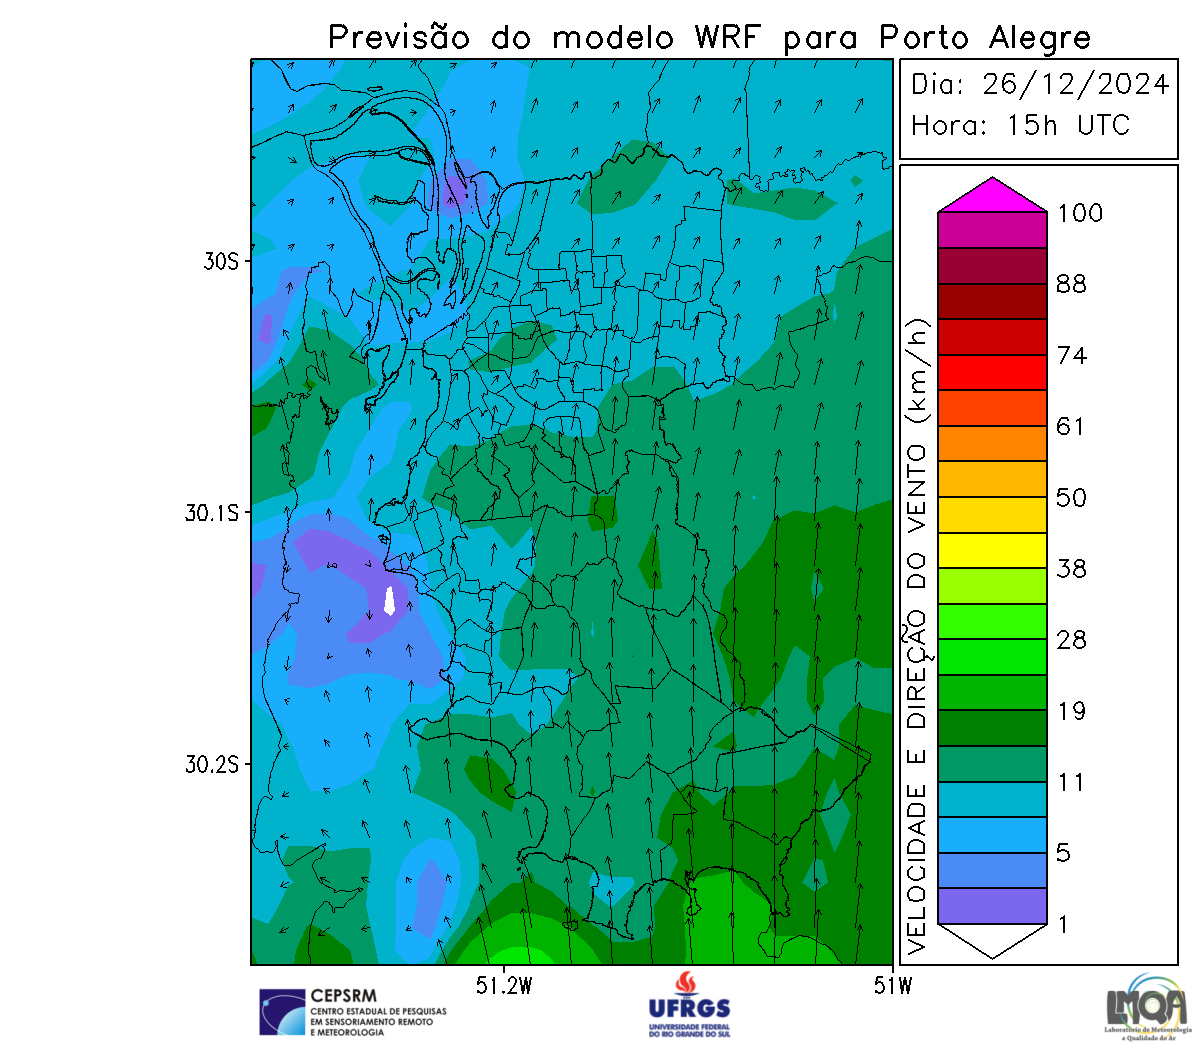 Previsão do modelo WRF para Porto Alegre
Dia: 26/12/2024
Hora: 15h UTC
30S
30.1S
30.2S
51.2W
51W
VELOCIDADE E DIREÇÃO DO VENTO (km/h)
100
88
74
61
50
38
28
19
11
5
1
CEPSRM
CENTRO ESTADUAL DE PESQUISAS
EM SENSORIAMENTO REMOTO
E METEOROLOGIA
UFRGS
UNIVERSIDADE FEDERAL
DO RIO GRANDE DO SUL
LMQA
Laboratório de Meteorologia
e Qualidade do Ar